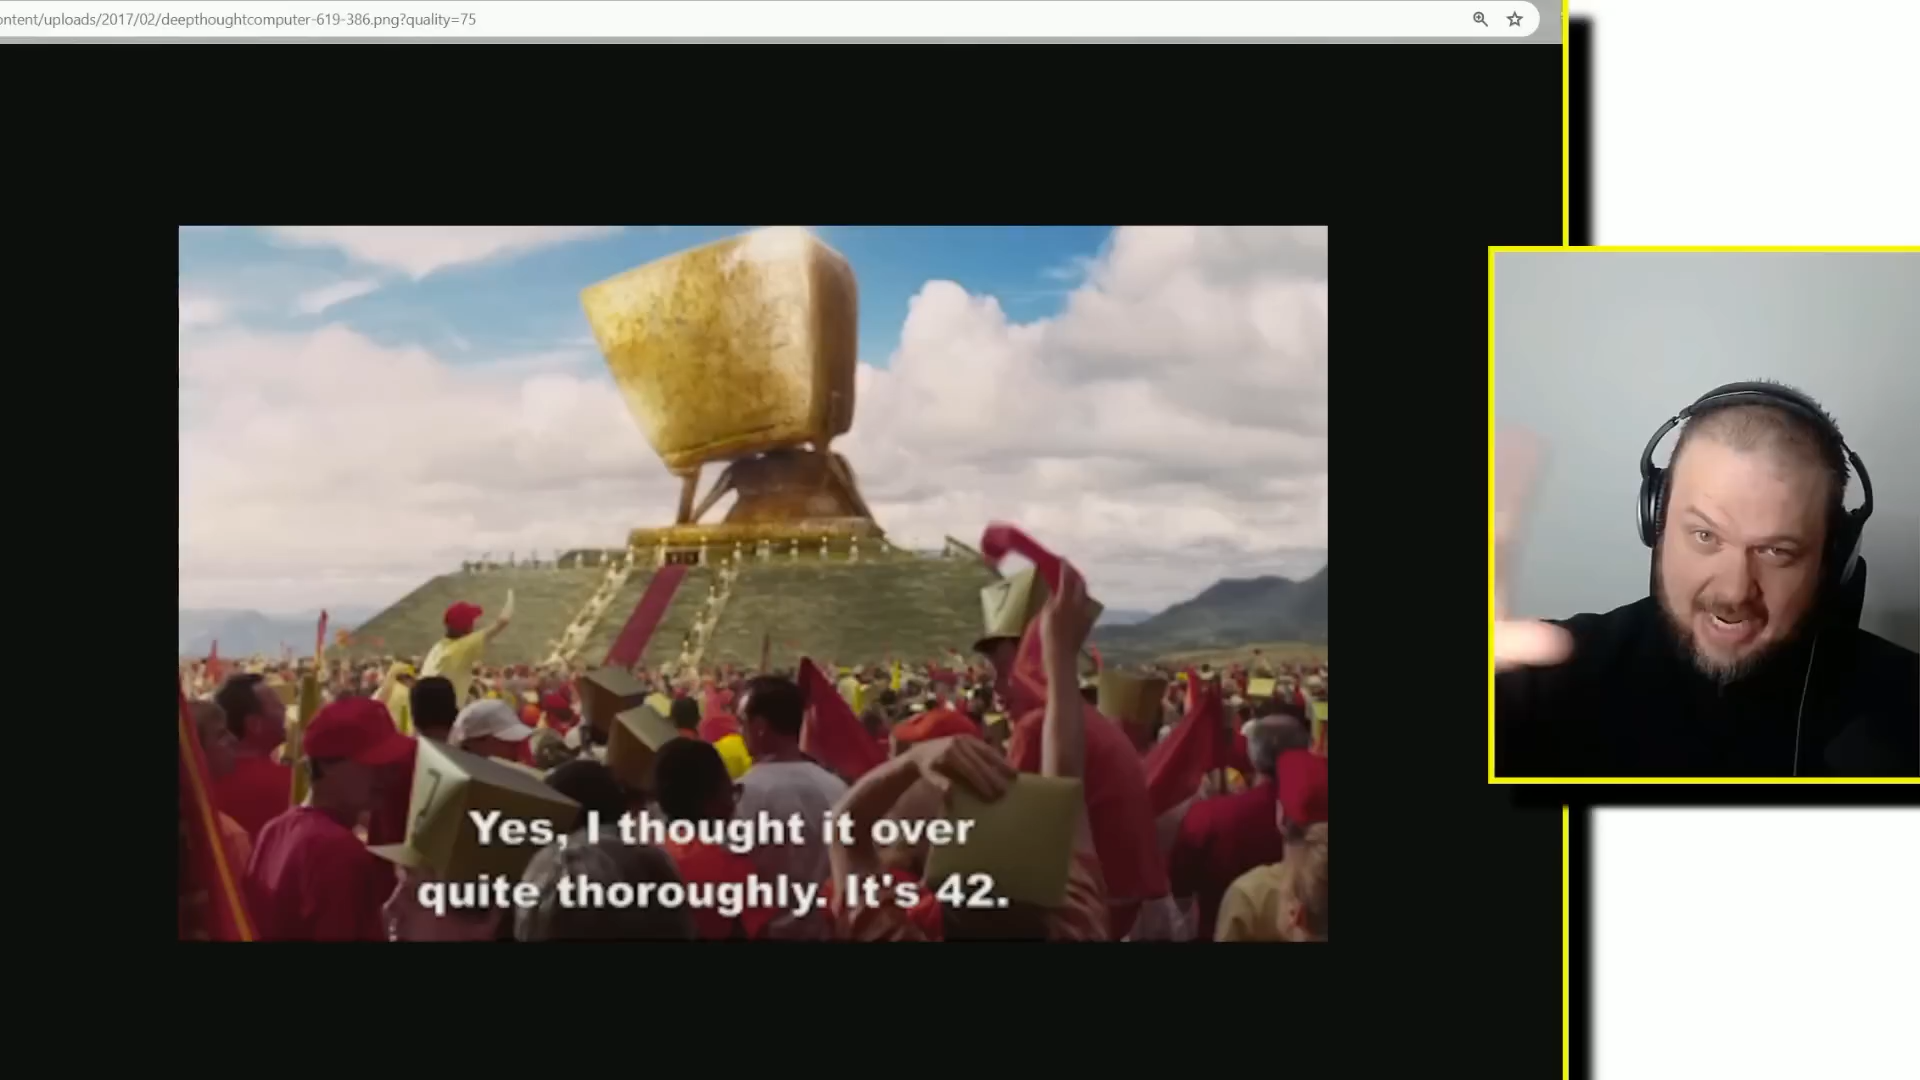 ontent/uploads/2017/02/deepthoughtcomputer-619-386.png?quality=75
Yes, I thought it over
quite thoroughly. It's 42.